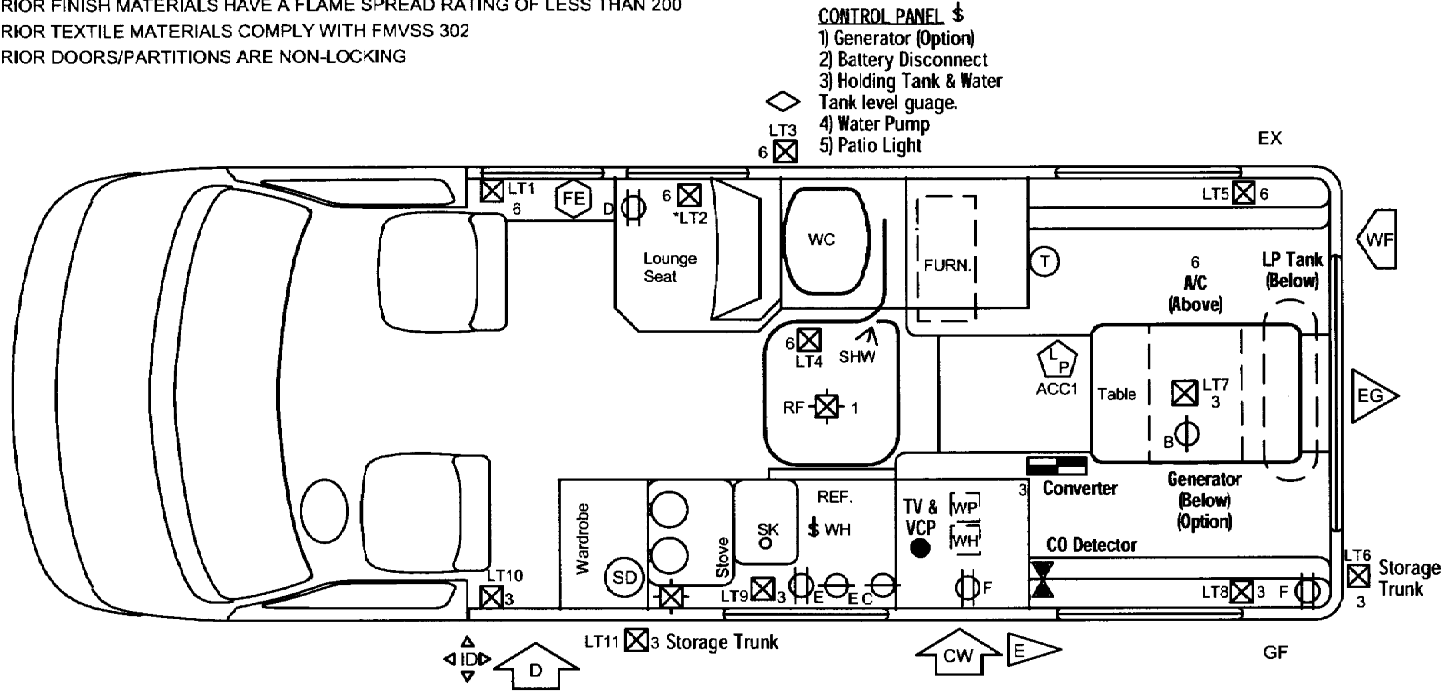 RIOR FINISH MATERIALS HAVE A FLAME SPREAD RATING OF LESS THAN 200
RIOR TEXTILE MATERIALS COMPLY WITH FMVSS 302
RIOR DOORS/PARTITIONS ARE NON-LOCKING
CONTROL PANEL $
1) Generator (Option)
2) Battery Disconnect
3) Holding Tank & Water
Tank level guage.
4) Water Pump
5) Patio Light
LT3
6
EX
LT1
6
FE
D
6
*LT2
Lounge
Seat
WC
FURN.
T
LT5 6
WF
6
A/C
(Above)
LP Tank
(Below)
6
LT4
SHW
RF 1
LP
ACC1
Table
LT7
3
B
EG
Wardrobe
SD
Stove
SK
REF.
$ WH
TV &
VCP
WP
WH
3
Converter
Generator
(Below)
(Option)
CO Detector
LT10
3
LT9 3
E
E C
F
LT8 3
F
LT6
3
Storage
Trunk
ID
D
LT11 3 Storage Trunk
CW
E
GF